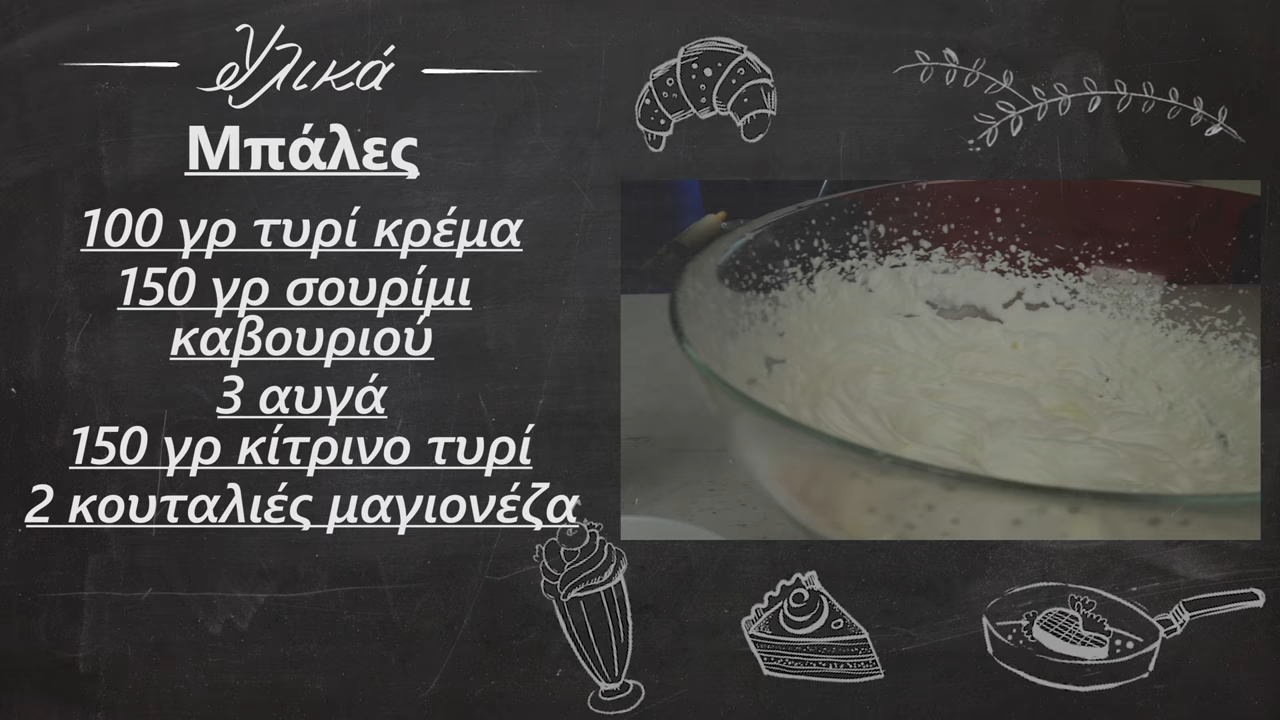 Υλικά
Μπάλες
100 γρ τυρί κρέμα
150 γρ σουρίμι
καβουριού
3 αυγά
150 γρ κίτρινο τυρί
2 κουταλιές μαγιονέζα